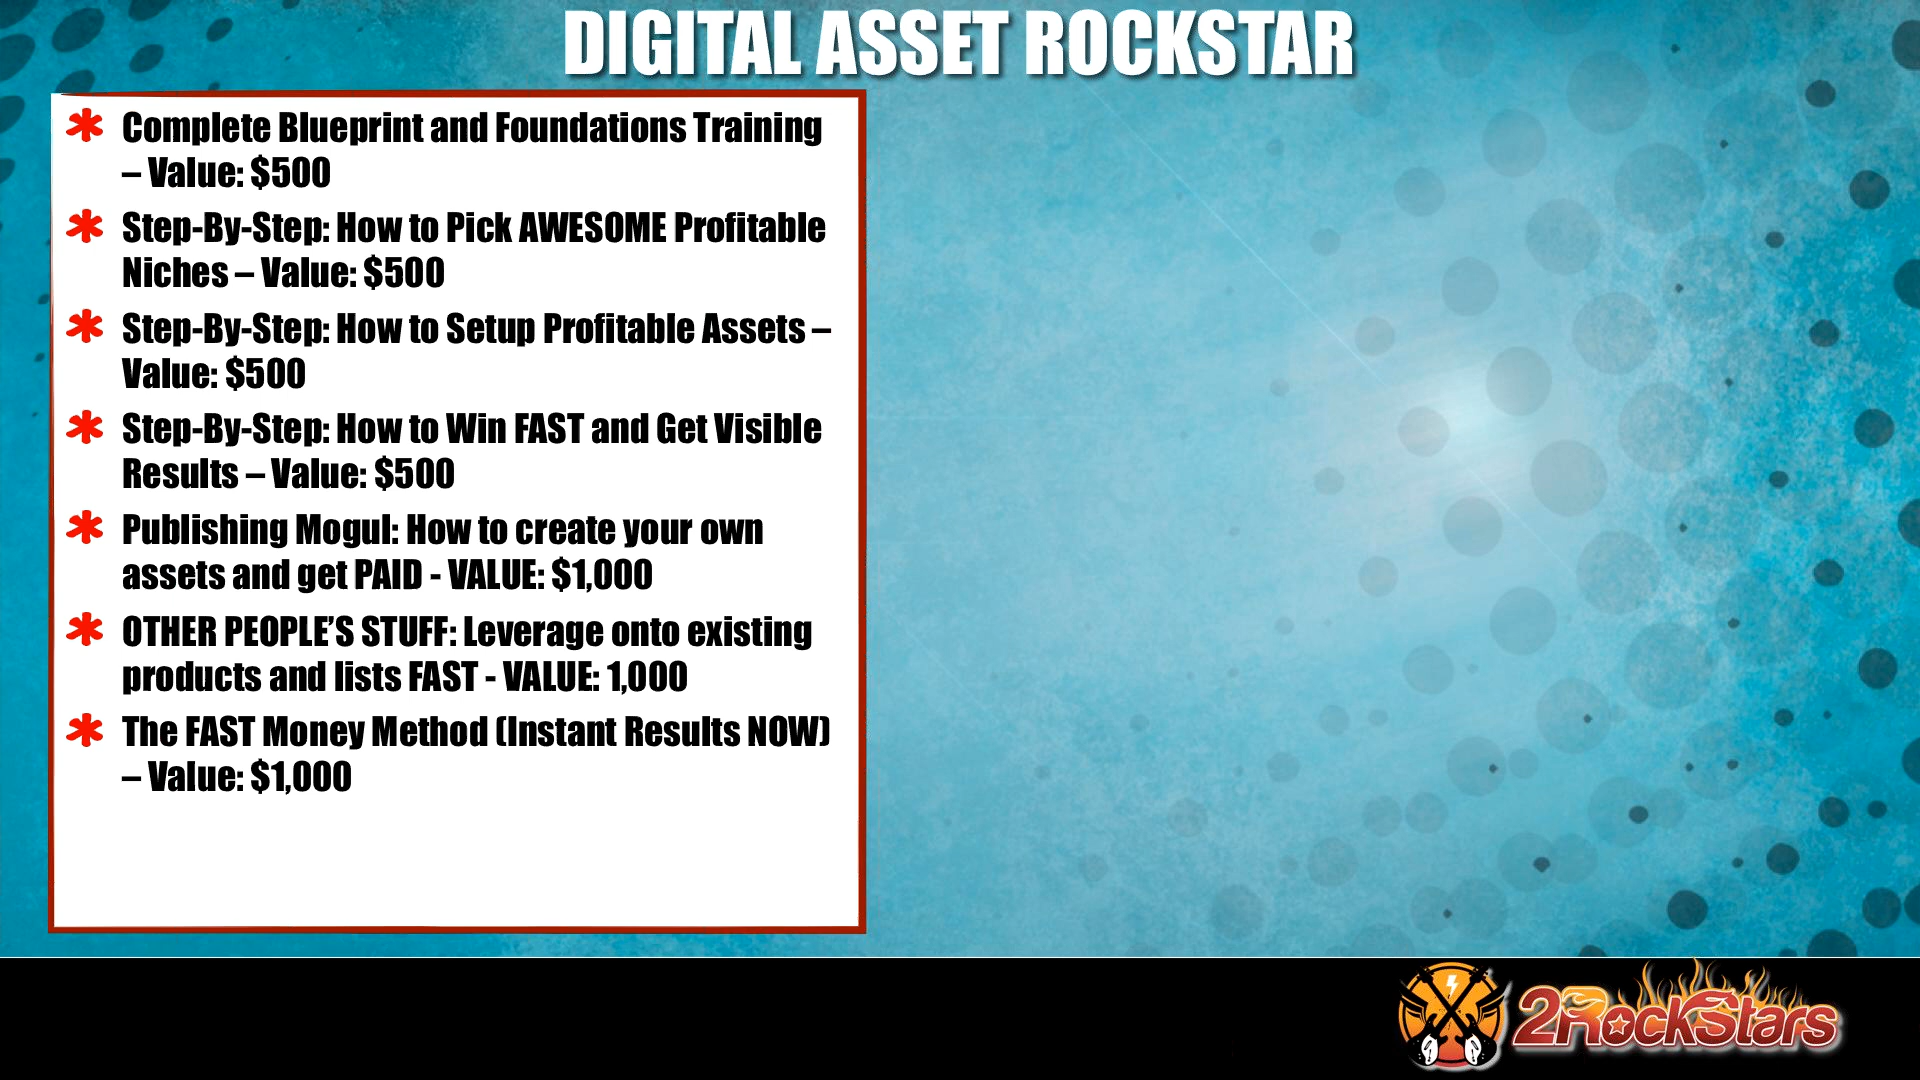 DIGITAL ASSET ROCKSTAR
Complete Blueprint and Foundations Training
– Value: $500
Step-By-Step: How to Pick AWESOME Profitable
Niches – Value: $500
Step-By-Step: How to Setup Profitable Assets –
Value: $500
Step-By-Step: How to Win FAST and Get Visible
Results – Value: $500
Publishing Mogul: How to create your own
assets and get PAID - VALUE: $1,000
OTHER PEOPLE’S STUFF: Leverage onto existing
products and lists FAST - VALUE: 1,000
The FAST Money Method (Instant Results NOW)
– Value: $1,000
2RockStars